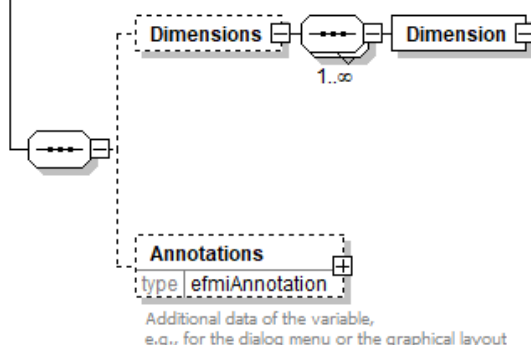 Dimensions
Dimension
1..∞
Annotations
type efmiAnnotation
Additional data of the variable,
e.g., for the dialog menu or the graphical layout